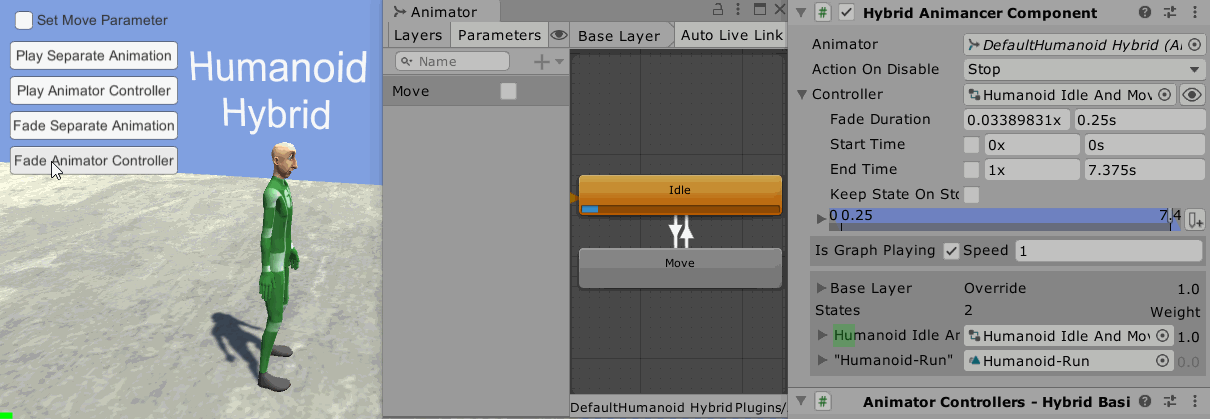 Set Move Parameter
Play Separate Animation
Play Animator Controller
Fade Separate Animation
Fade Animator Controller
Humanoid
Hybrid
Animator
Layers Parameters
Name
Move
Base Layer Auto Live Link
Idle
Move
DefaultHumanoid Hybrid Plugins/
Hybrid Animancer Component
Animator DefaultHumanoid Hybrid (A
Action On Disable Stop
Controller Humanoid Idle And Mov
Fade Duration 0.03389831x 0.25s
Start Time 0x 0s
End Time 1x 7.375s
Keep State On Sto
0 0.25 7.4
Is Graph Playing Speed 1
Base Layer Override 1.0
States 2 Weight
Humanoid Idle Ar Humanoid Idle And Mov 1.0
"Humanoid-Run" Humanoid-Run 0.0
Animator Controllers - Hybrid Basi